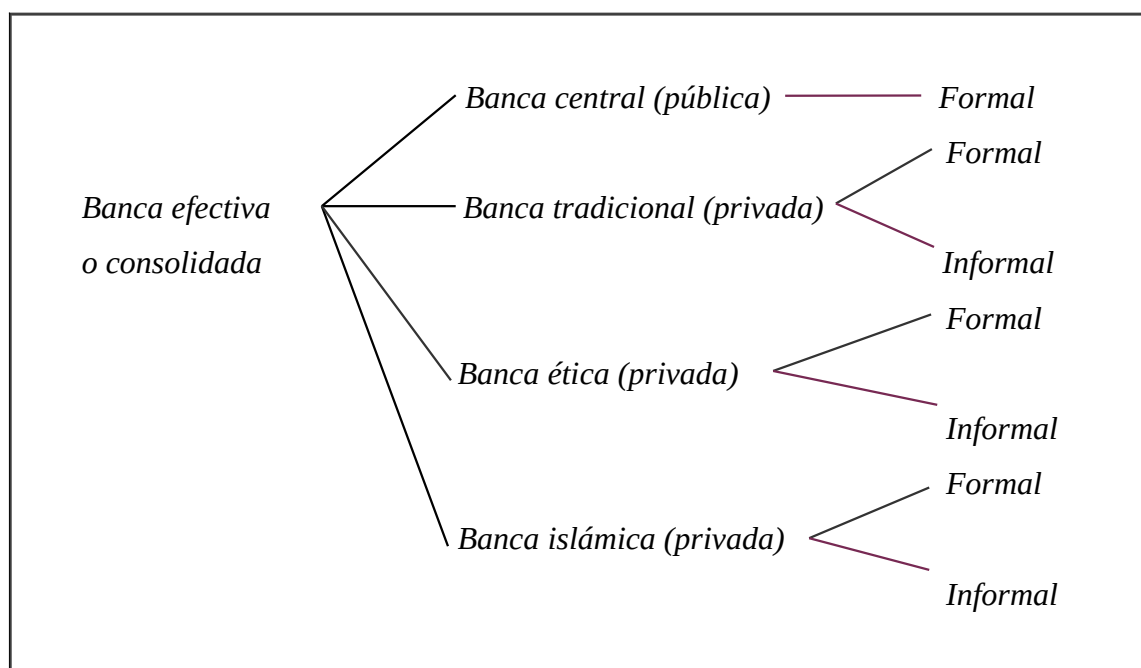 Banca central (pública)
Formal
Formal
Banca efectiva
Banca tradicional (privada)
o consolidada
Informal
Formal
Banca ética (privada)
Informal
Formal
Banca islámica (privada)
Informal